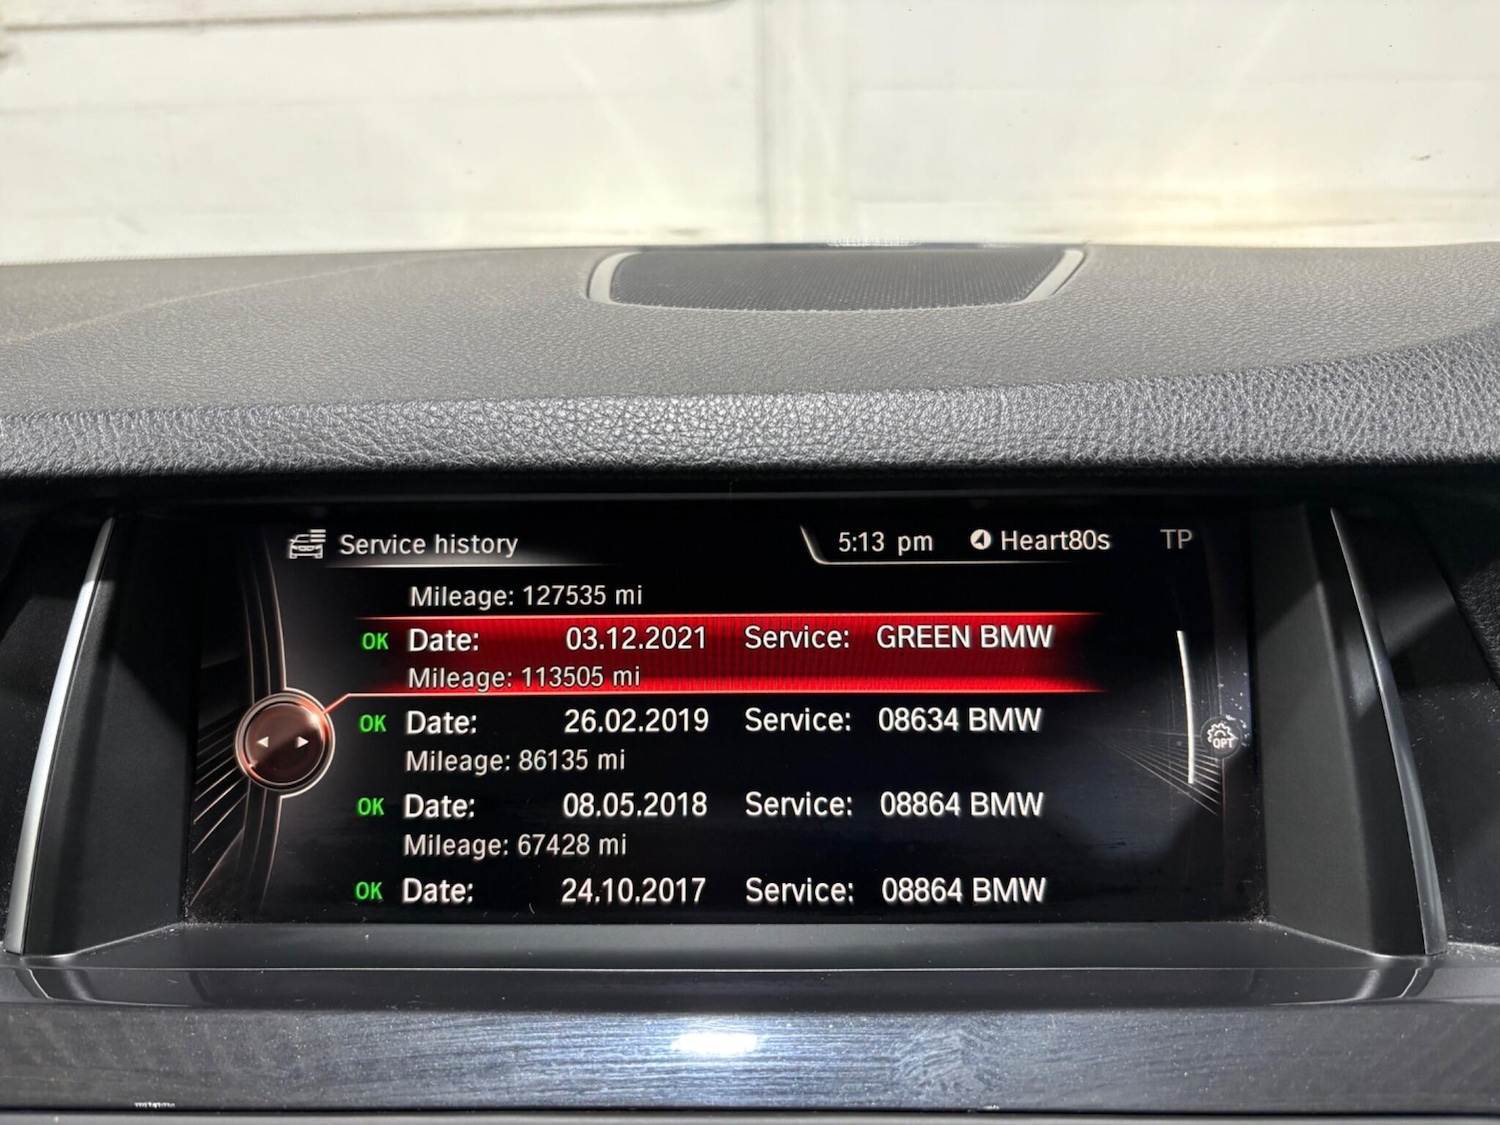 Service history 5:13 pm Heart80s TP
Mileage: 127535 mi
OK Date: 03.12.2021 Service: GREEN BMW
Mileage: 113505 mi
OK Date: 26.02.2019 Service: 08634 BMW
Mileage: 86135 mi
OPT
OK Date: 08.05.2018 Service: 08864 BMW
Mileage: 67428 mi
OK Date: 24.10.2017 Service: 08864 BMW